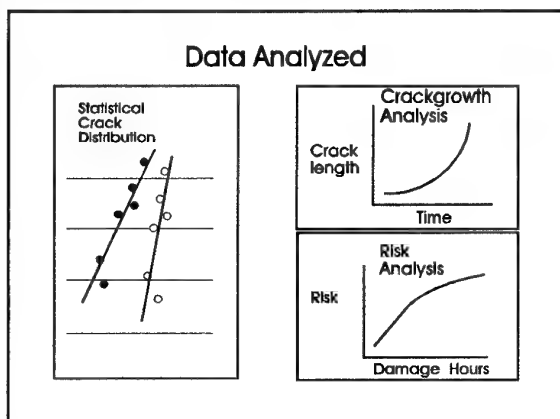 Data Analyzed
Statistical
Crack
Distribution
Crackgrowth
Analysis
Crack
length
Time
Risk
Analysis
Risk
Damage Hours